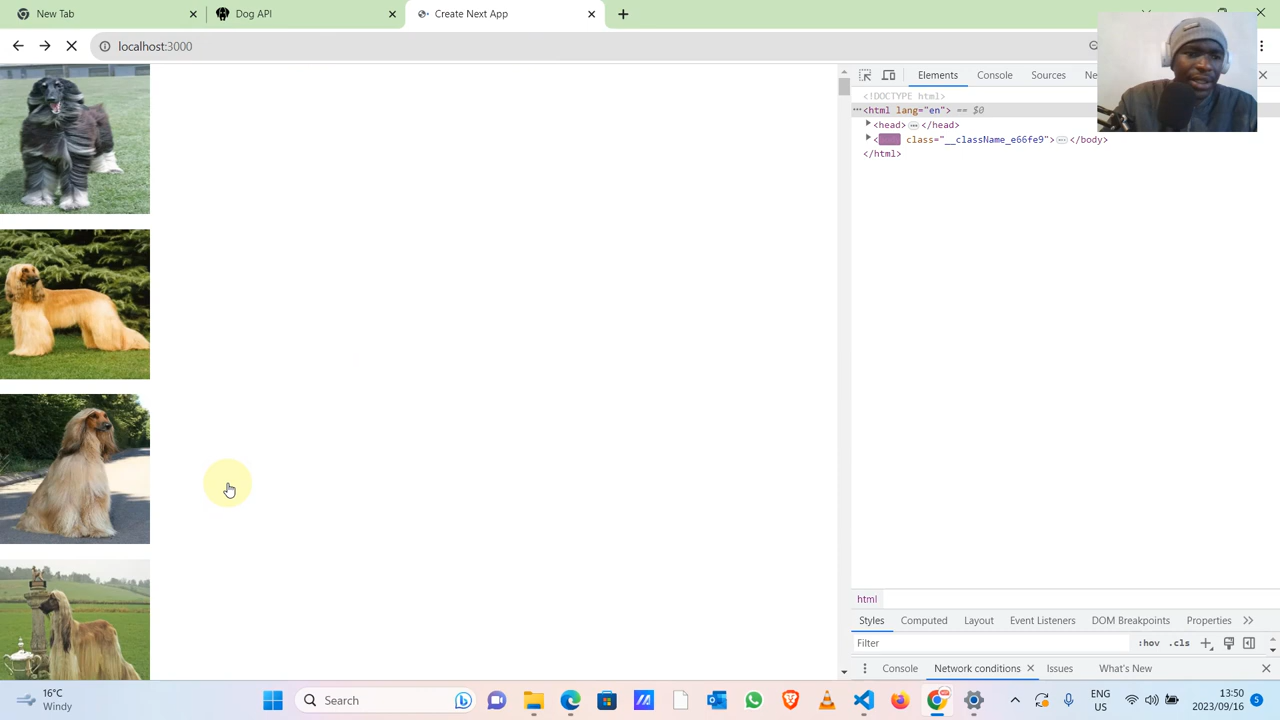 New Tab
Dog API
Create Next App
localhost:3000
Elements
Console
Sources
Ne
<!DOCTYPE html>
<html lang="en"> == $0
<head> </head>
< class="__className_e66fe9"> </body>
</html>
html
Styles
Computed
Layout
Event Listeners
DOM Breakpoints
Properties
Filter
:hov
.cls
Console
Network conditions
Issues
What's New
16°C
Windy
Search
ENG
US
13:50
2023/09/16
5